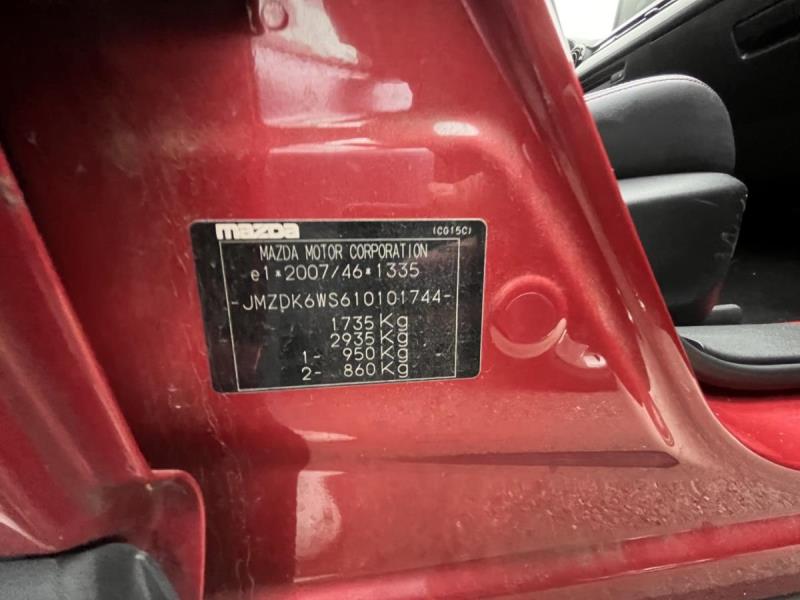 mazda (CG15C)
MAZDA MOTOR CORPORATION
e1*2007/46*1335
-JMZDK6WS610101744-
1735 Kg
2935 Kg
1- 950 Kg
2- 860 Kg